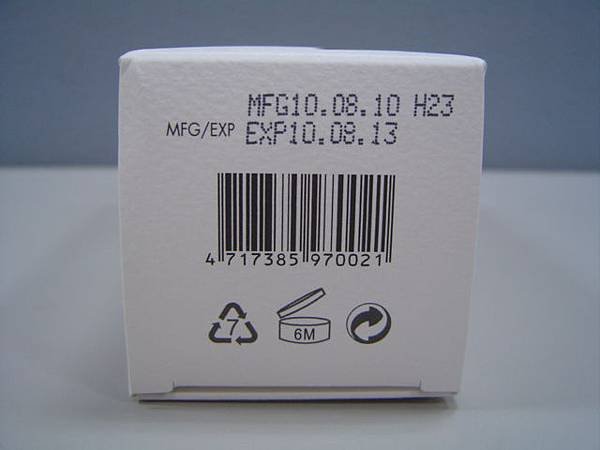 MFG10.08.10 H23
MFG/EXP EXP10.08.13
4 717385 970021
7
6M